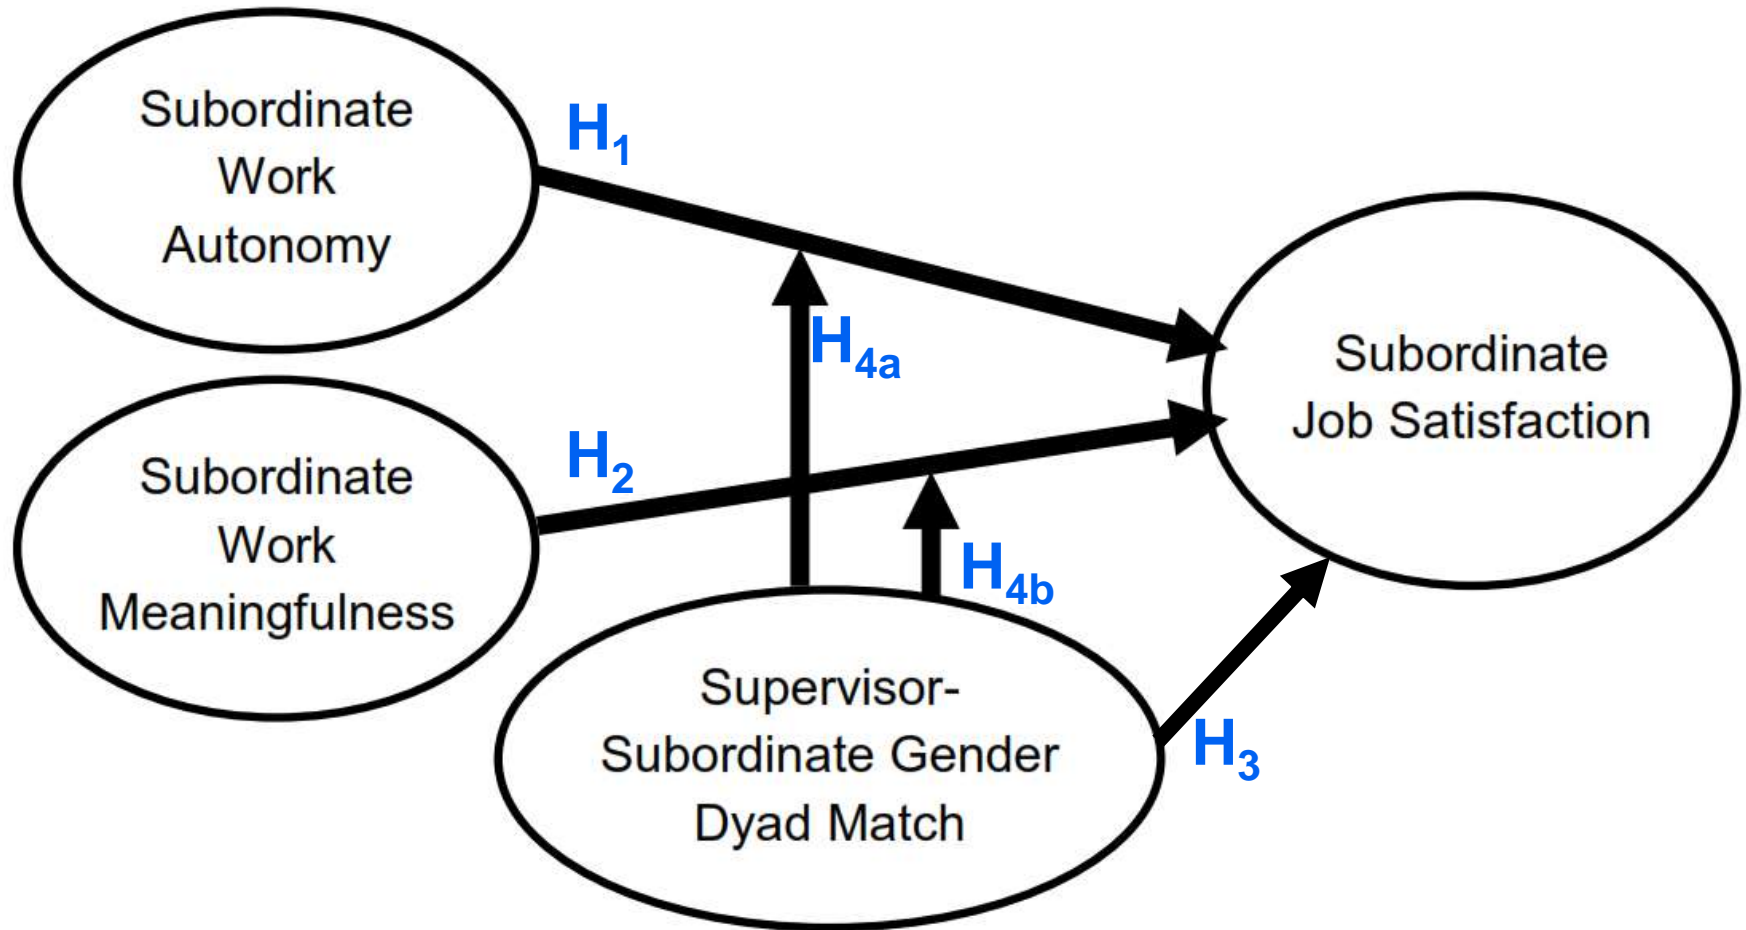 Subordinate
Work
Autonomy
H1
H4a
Subordinate
Job Satisfaction
Subordinate
Work
Meaningfulness
H2
H4b
Supervisor-
Subordinate Gender
Dyad Match
H3